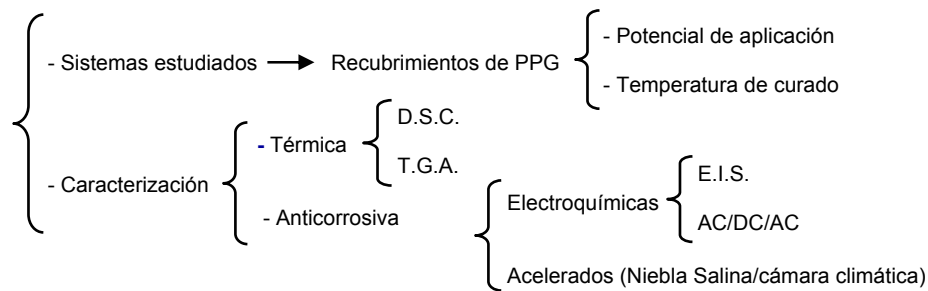 - Sistemas estudiados
Recubrimientos de PPG
- Potencial de aplicación
- Temperatura de curado
- Caracterización
- Térmica
D.S.C.
T.G.A.
- Anticorrosiva
Electroquímicas
E.I.S.
AC/DC/AC
Acelerados (Niebla Salina/cámara climática)